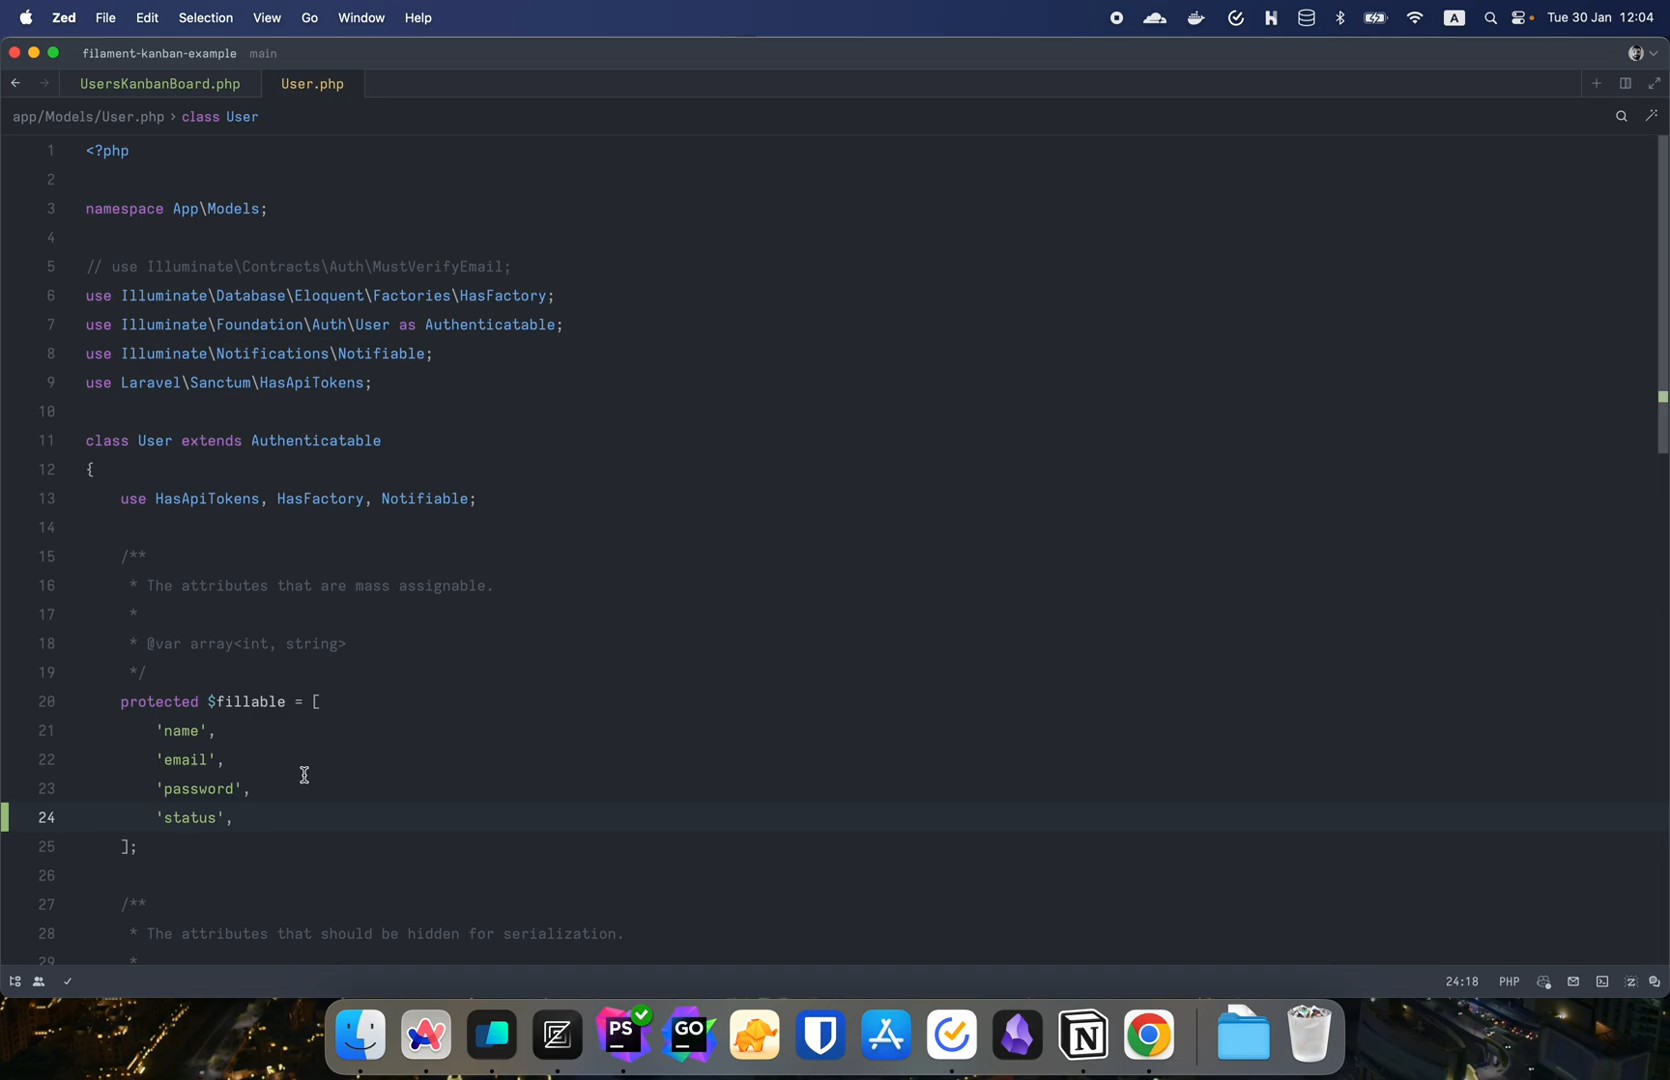 Zed File Edit Selection View Go Window Help
A Tue 30 Jan 12:04
filament-kanban-example main
UsersKanbanBoard.php User.php
app/Models/User.php › class User
1 <?php
2
3 namespace App\Models;
4
5 // use Illuminate\Contracts\Auth\MustVerifyEmail;
6 use Illuminate\Database\Eloquent\Factories\HasFactory;
7 use Illuminate\Foundation\Auth\User as Authenticatable;
8 use Illuminate\Notifications\Notifiable;
9 use Laravel\Sanctum\HasApiTokens;
10
11 class User extends Authenticatable
12 {
13 use HasApiTokens, HasFactory, Notifiable;
14
15 /**
16 * The attributes that are mass assignable.
17 *
18 * @var array<int, string>
19 */
20 protected $fillable = [
21 'name',
22 'email',
23 'password',
24 'status',
25 ];
26
27 /**
28 * The attributes that should be hidden for serialization.
29 *
24:18 PHP
PS GO N